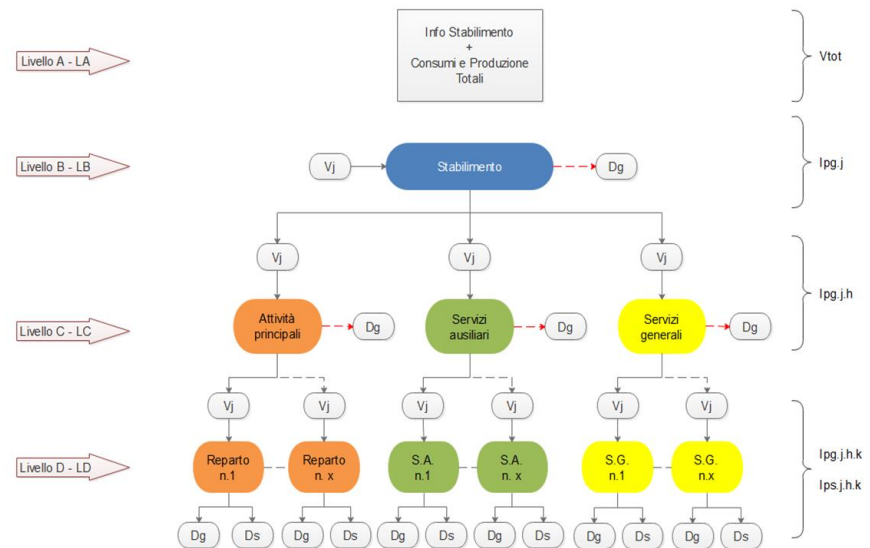 Info Stabilimento
+
Consumi e Produzione
Totali
Livello A - LA
Vtot
Livello B - LB
Vj
Stabilimento
Dg
Ipg.j
Vj
Vj
Vj
Livello C - LC
Attività
principali
Dg
Servizi
ausiliari
Dg
Servizi
generali
Dg
Ipg.j.h
Vj
Vj
Vj
Vj
Vj
Vj
Livello D - LD
Reparto
n.1
Reparto
n. x
S.A.
n.1
S.A.
n. x
S.G.
n.1
S.G.
n.x
Ipg.j.h.k
Ips.j.h.k
Dg
Ds
Dg
Ds
Dg
Ds
Dg
Ds
Dg
Ds
Dg
Ds